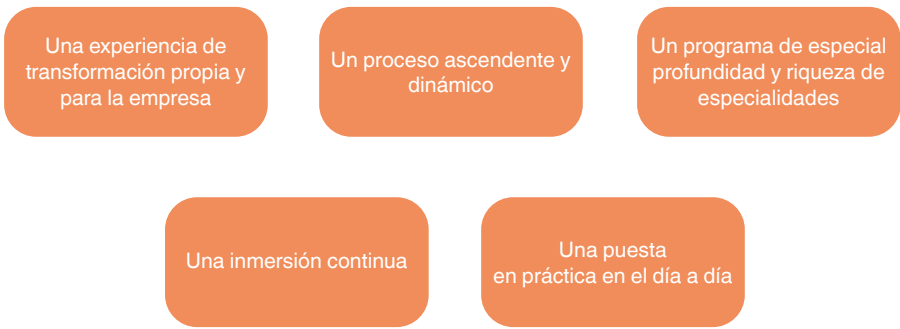 Una experiencia de
transformación propia y
para la empresa
Un proceso ascendente y
dinámico
Un programa de especial
profundidad y riqueza de
especialidades
Una inmersión continua
Una puesta
en práctica en el día a día